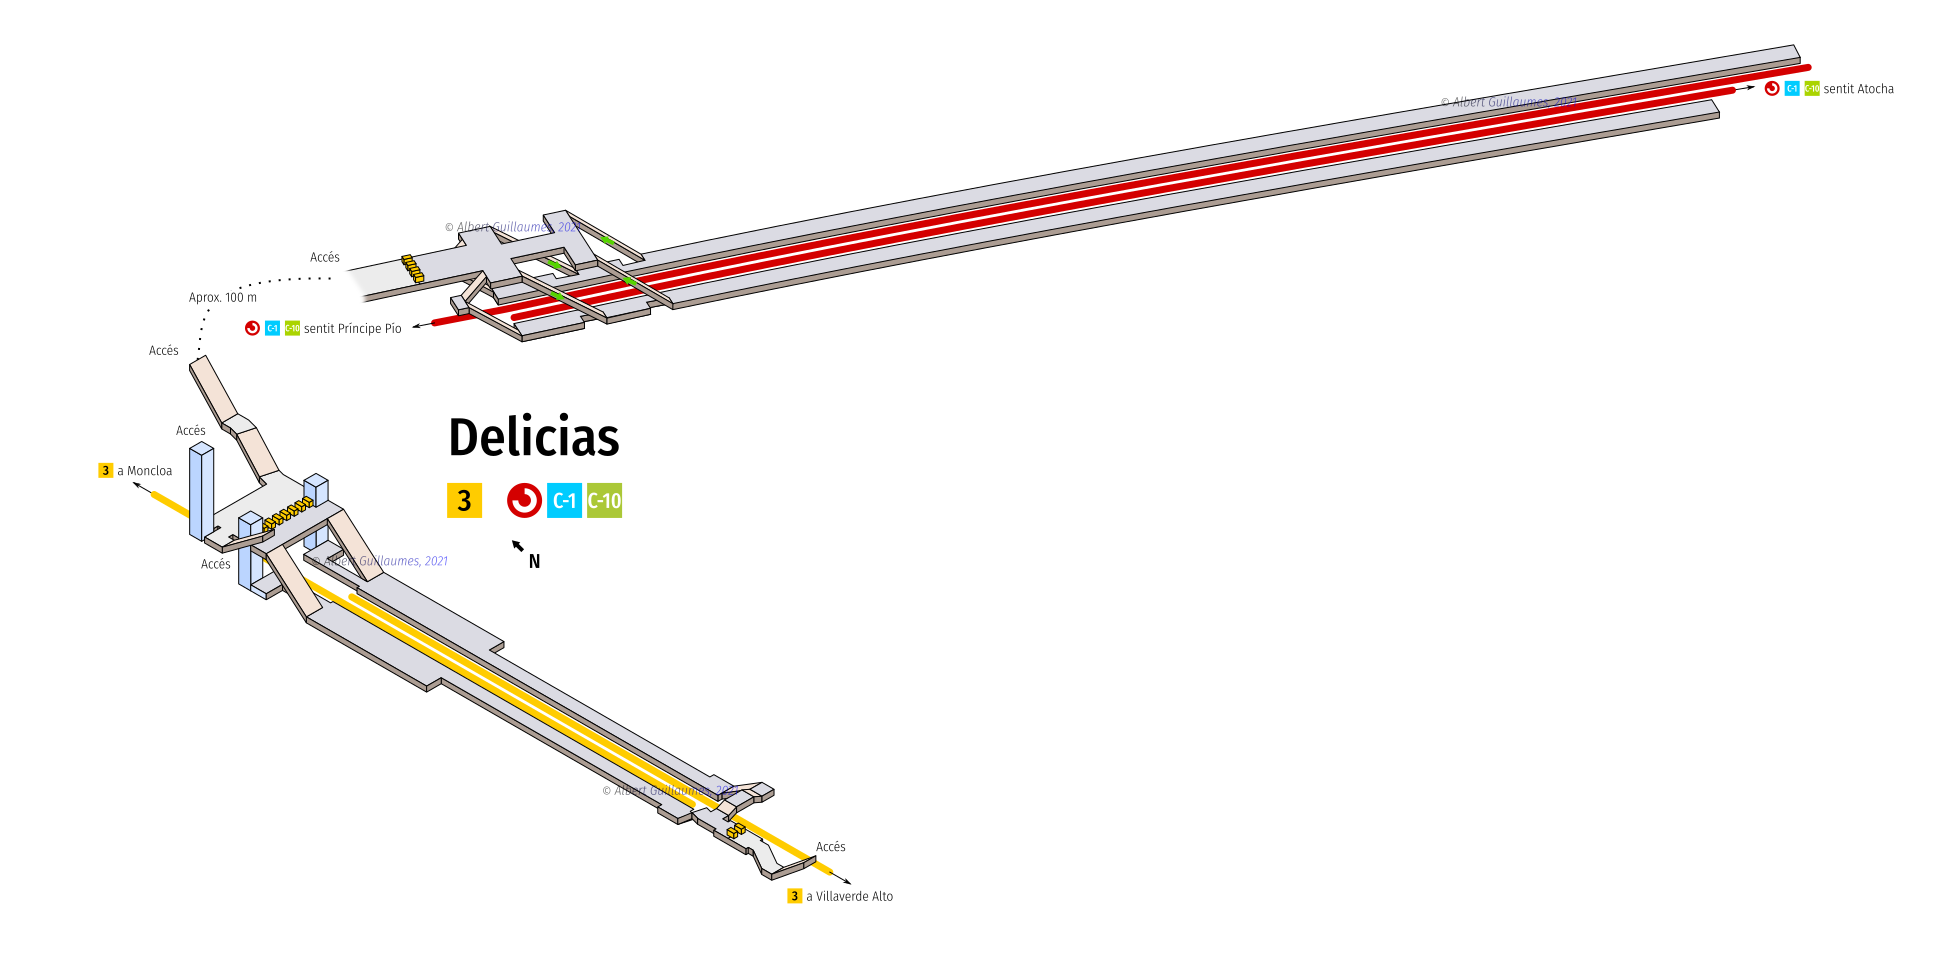 © Albert Guillaumes, 2021
C-1 C-10 sentit Atocha
© Albert Guillaumes, 2021
Accés
Aprox. 100 m
C-1 C-10 sentit Príncipe Pío
Accés
Delicias
Accés
3 a Moncloa
3 C-1 C-10
N
Accés
© Albert Guillaumes, 2021
© Albert Guillaumes, 2021
Accés
3 a Villaverde Alto